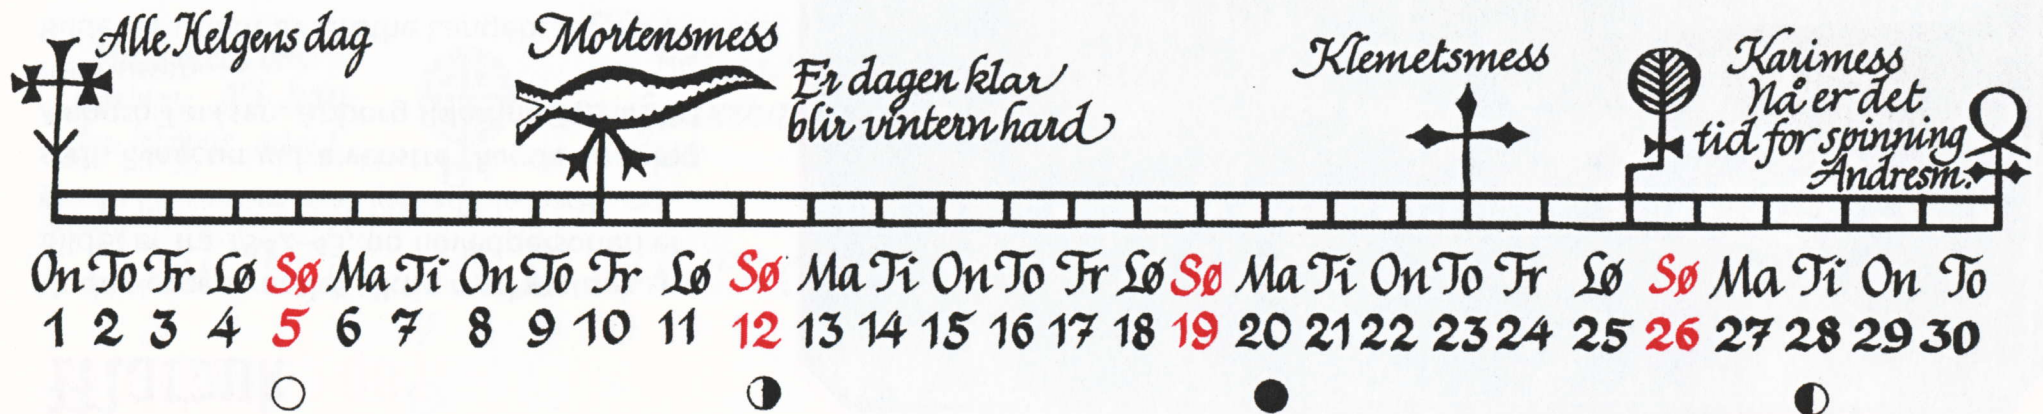 Alle Helgens dag
Mortensmess
Er dagen klar
blir vintern hard
Klemetsmess
Karimess
Nå er det
tid for spinning
Andresm.
On To Fr Lø Sø Ma Ti On To Fr Lø Sø Ma Ti On To Fr Lø Sø Ma Ti On To Fr Lø Sø Ma Ti On To
1 2 3 4 5 6 7 8 9 10 11 12 13 14 15 16 17 18 19 20 21 22 23 24 25 26 27 28 29 30